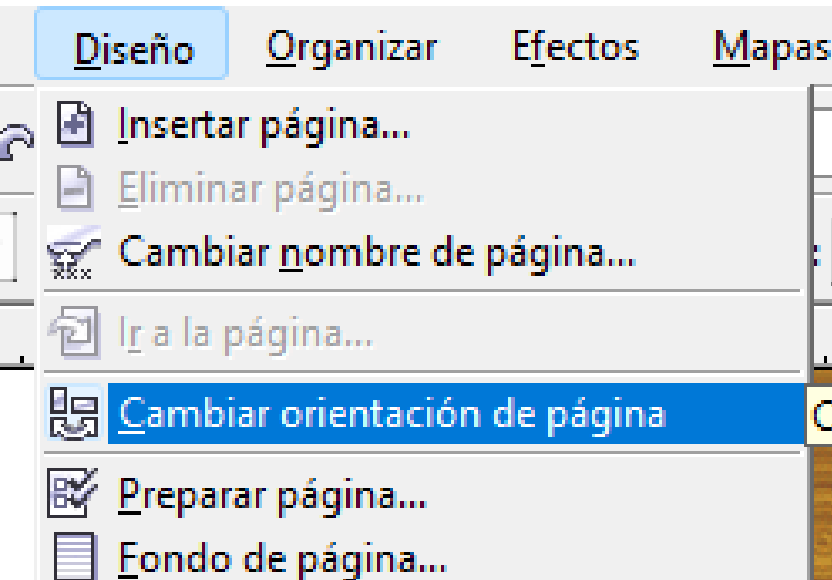 Diseño Organizar Efectos Mapas
Insertar página...
Eliminar página...
Cambiar nombre de página...
Ir a la página...
Cambiar orientación de página
Preparar página...
Fondo de página...